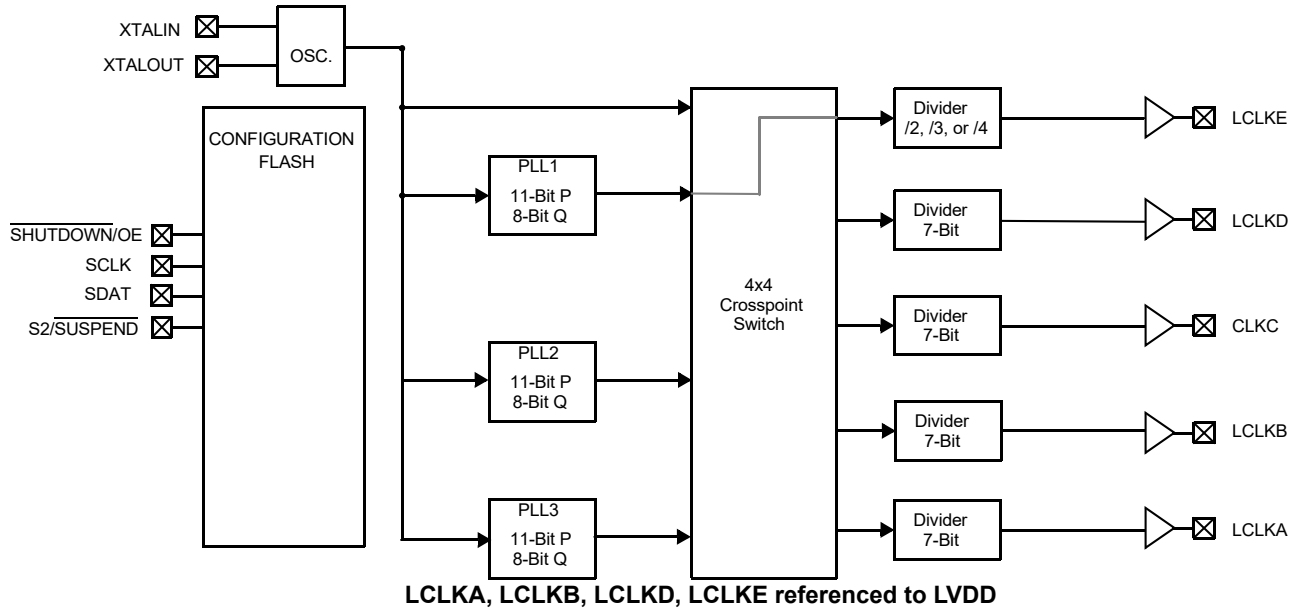 XTALIN
XTALOUT
OSC.
CONFIGURATION
FLASH
SHUTDOWN/OE
SCLK
SDAT
S2/SUSPEND
PLL1
11-Bit P
8-Bit Q
PLL2
11-Bit P
8-Bit Q
PLL3
11-Bit P
8-Bit Q
4x4
Crosspoint
Switch
Divider
/2, /3, or /4
LCLKE
Divider
7-Bit
LCLKD
Divider
7-Bit
CLKC
Divider
7-Bit
LCLKB
Divider
7-Bit
LCLKA
LCLKA, LCLKB, LCLKD, LCLKE referenced to LVDD